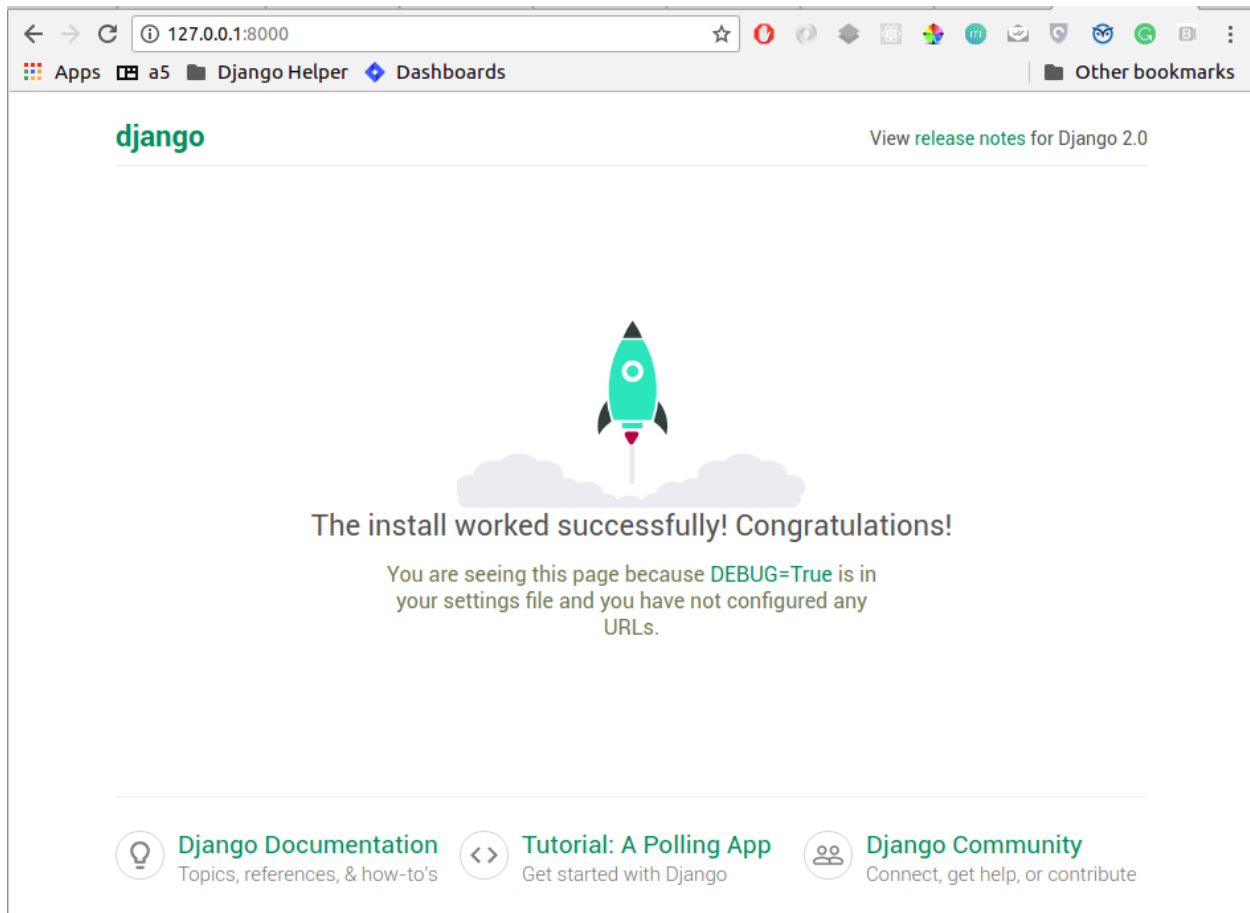 127.0.0.1:8000
Apps a5 Django Helper Dashboards Other bookmarks
django
View release notes for Django 2.0
The install worked successfully! Congratulations!
You are seeing this page because DEBUG=True is in
your settings file and you have not configured any
URLs.
Django Documentation
Topics, references, & how-to's
Tutorial: A Polling App
Get started with Django
Django Community
Connect, get help, or contribute